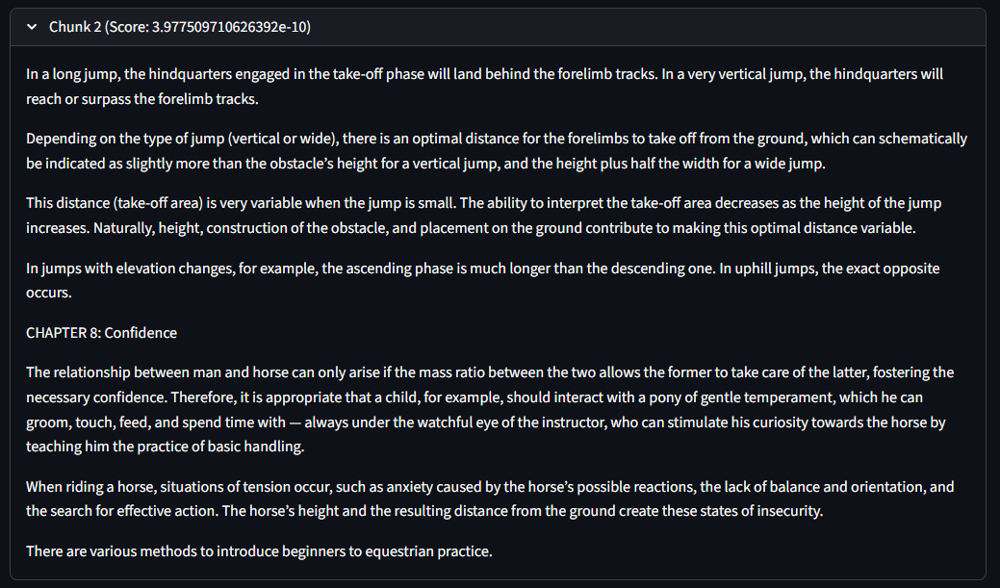 Chunk 2 (Score: 3.977509710626392e-10)
In a long jump, the hindquarters engaged in the take-off phase will land behind the forelimb tracks. In a very vertical jump, the hindquarters will
reach or surpass the forelimb tracks.
Depending on the type of jump (vertical or wide), there is an optimal distance for the forelimbs to take off from the ground, which can schematically
be indicated as slightly more than the obstacle’s height for a vertical jump, and the height plus half the width for a wide jump.
This distance (take-off area) is very variable when the jump is small. The ability to interpret the take-off area decreases as the height of the jump
increases. Naturally, height, construction of the obstacle, and placement on the ground contribute to making this optimal distance variable.
In jumps with elevation changes, for example, the ascending phase is much longer than the descending one. In uphill jumps, the exact opposite
occurs.
CHAPTER 8: Confidence
The relationship between man and horse can only arise if the mass ratio between the two allows the former to take care of the latter, fostering the
necessary confidence. Therefore, it is appropriate that a child, for example, should interact with a pony of gentle temperament, which he can
groom, touch, feed, and spend time with — always under the watchful eye of the instructor, who can stimulate his curiosity towards the horse by
teaching him the practice of basic handling.
When riding a horse, situations of tension occur, such as anxiety caused by the horse’s possible reactions, the lack of balance and orientation, and
the search for effective action. The horse’s height and the resulting distance from the ground create these states of insecurity.
There are various methods to introduce beginners to equestrian practice.